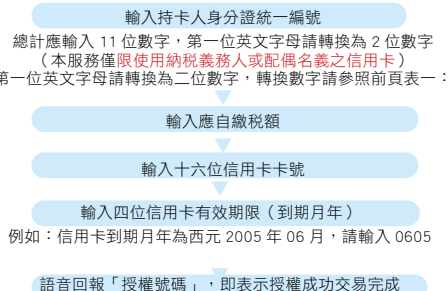 輸入持卡人身分證統一編號
總計應輸入 11 位數字，第一位英文字母請轉換為 2 位數字
（本服務僅限使用納稅義務人或配偶名義之信用卡）
第一位英文字母請轉換為二位數字，轉換數字請參照前頁表一：
輸入應自繳稅額
輸入十六位信用卡卡號
輸入四位信用卡有效期限（到期月年）
例如：信用卡到期月年為西元 2005 年 06 月，請輸入 0605
語音回報「授權號碼」，即表示授權成功交易完成